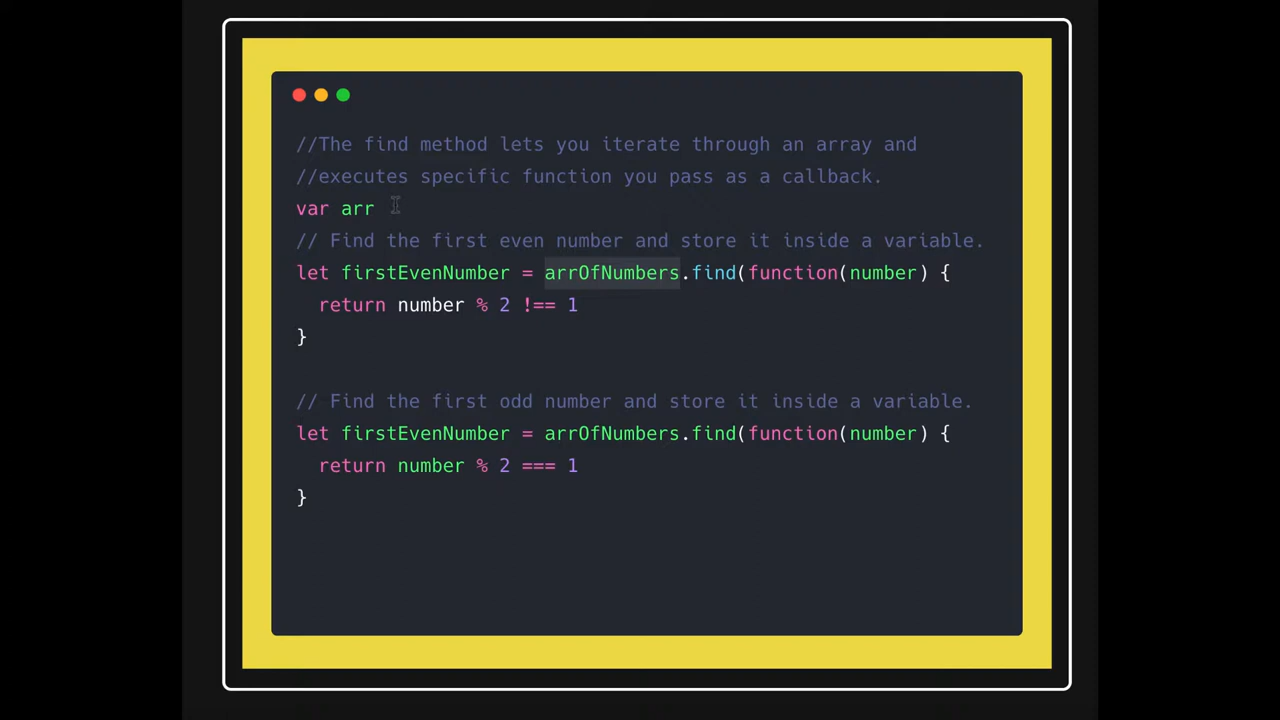 //The find method lets you iterate through an array and
//executes specific function you pass as a callback.
var arr
// Find the first even number and store it inside a variable.
let firstEvenNumber = arrOfNumbers.find(function(number) {
  return number % 2 !== 1
}
// Find the first odd number and store it inside a variable.
let firstEvenNumber = arrOfNumbers.find(function(number) {
  return number % 2 === 1
}